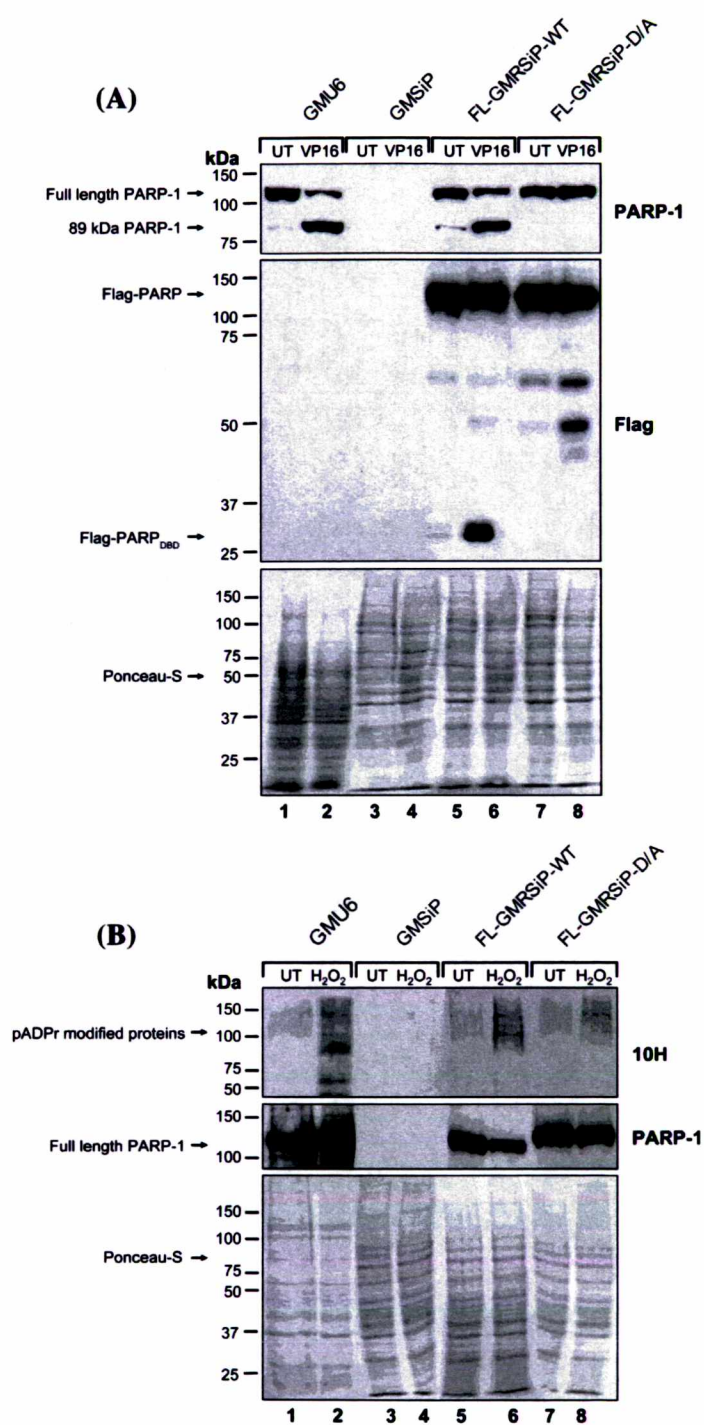 (A)
GMU6 GMSiP FL-GMRSiP-WT FL-GMRSiP-D/A
kDa UT VP16 UT VP16 UT VP16 UT VP16
150
Full length PARP-1
100
89 kDa PARP-1
75
PARP-1
150
Flag-PARP
100
75
50
Flag
37
Flag-PARP_DBD
25
150
100
75
Ponceau-S 50
37
25
1 2 3 4 5 6 7 8
(B)
GMU6 GMSiP FL-GMRSiP-WT FL-GMRSiP-D/A
kDa UT H₂O₂ UT H₂O₂ UT H₂O₂ UT H₂O₂
150
pADPr modified proteins 100
10H
75
50
150
PARP-1
Full length PARP-1
100
150
100
Ponceau-S
75
50
37
25
1 2 3 4 5 6 7 8